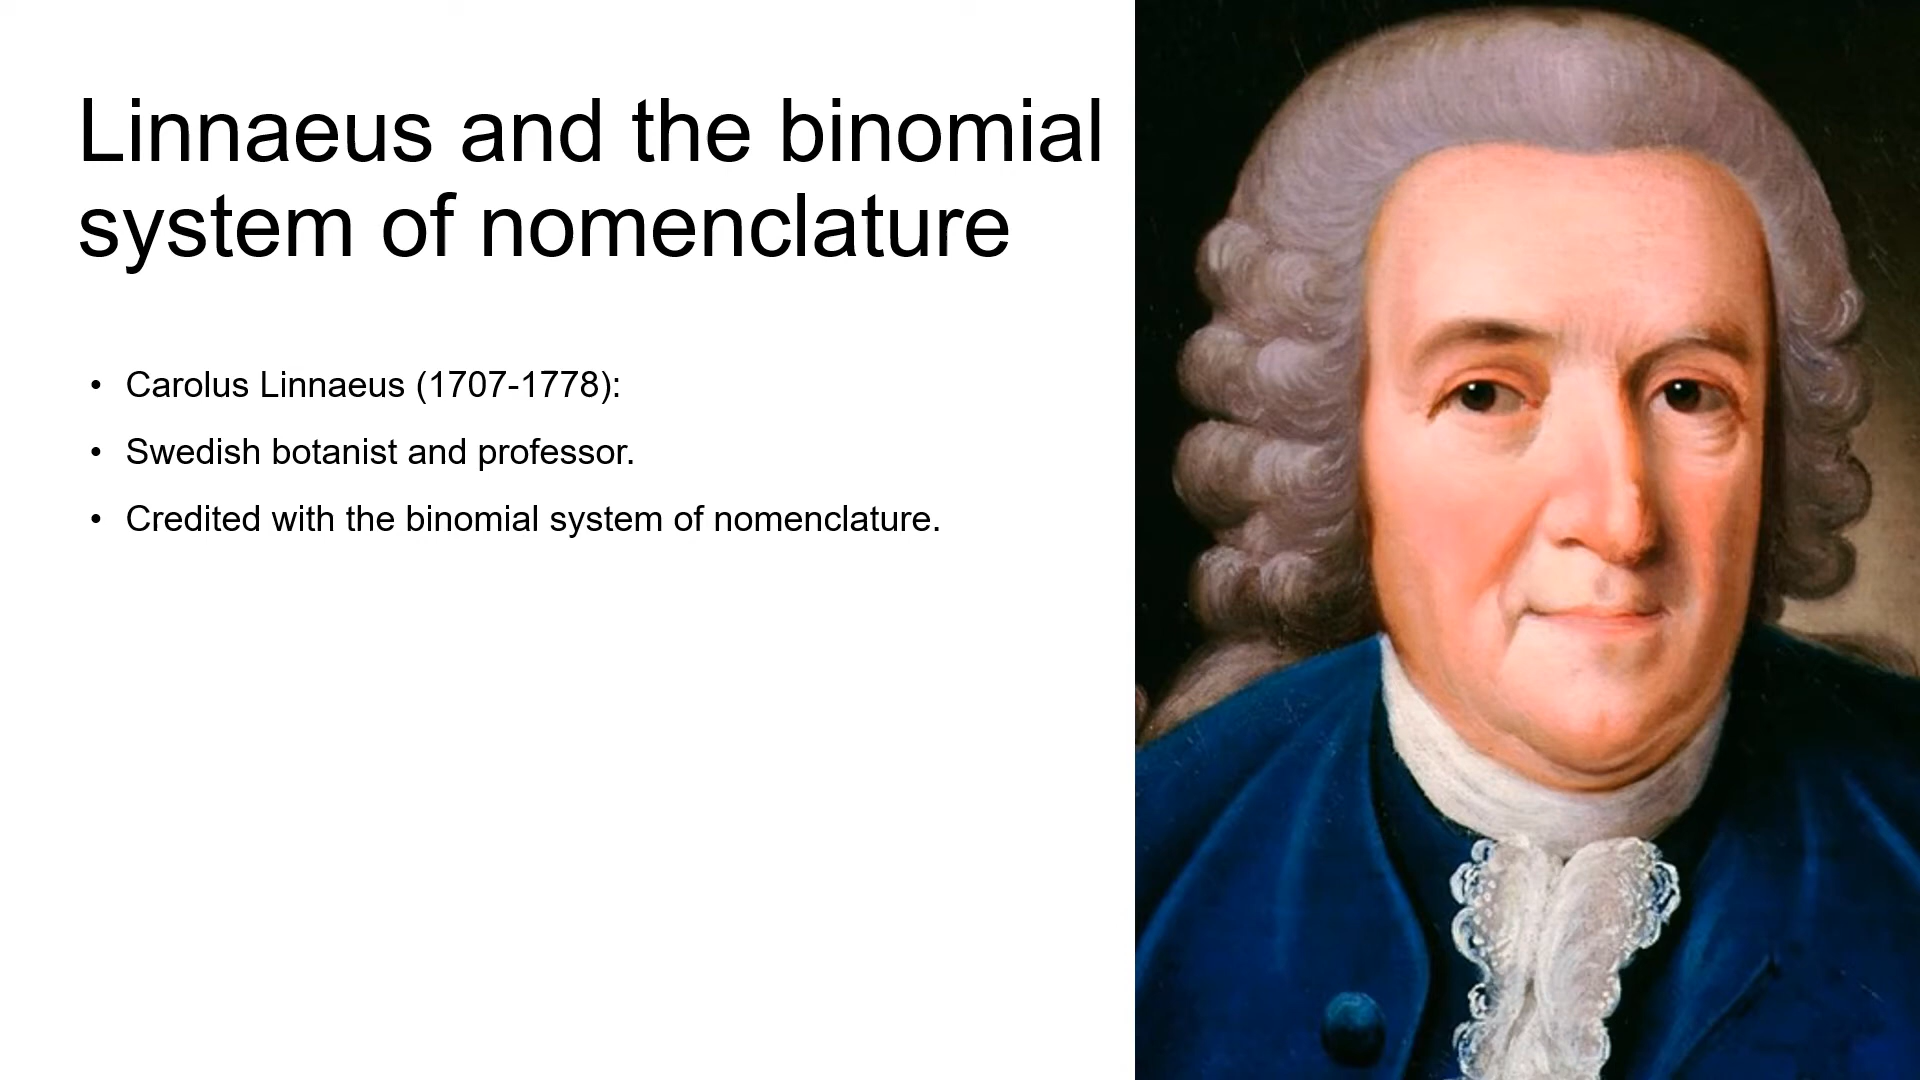 Linnaeus and the binomial
system of nomenclature
• Carolus Linnaeus (1707-1778):
• Swedish botanist and professor.
• Credited with the binomial system of nomenclature.